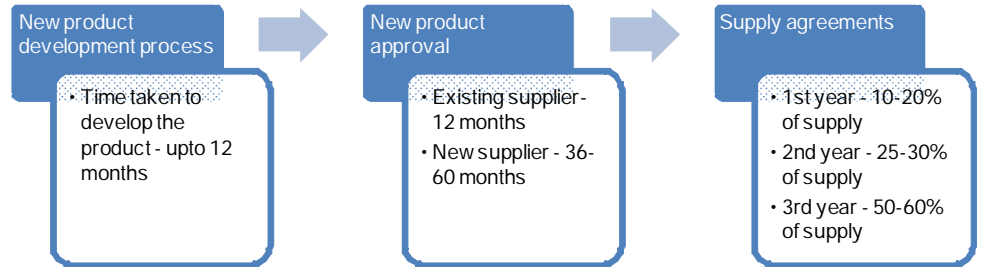 New product
development process
• Time taken to
develop the
product - upto 12
months
New product
approval
• Existing supplier-
12 months
• New supplier - 36-
60 months
Supply agreements
• 1st year - 10-20%
of supply
• 2nd year - 25-30%
of supply
• 3rd year - 50-60%
of supply